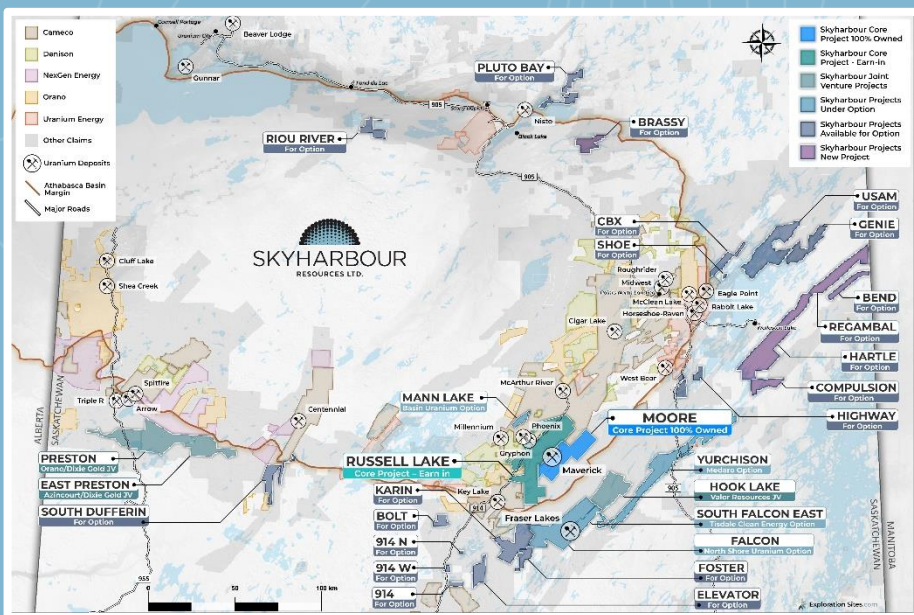 Cameco
Denison
NexGen Energy
Orano
Uranium Energy
Other Claims
Uranium Deposits
Athabasca Basin
Margin
Major Roads
Skyharbour Core
Project 100% Owned
Skyharbour Core
Project - Earn-in
Skyharbour Joint
Venture Projects
Skyharbour Projects
Under Option
Skyharbour Projects
Available for Option
Skyharbour Projects
New Project
Uranium City
Beaver Lodge
Gunnar
Fond du Lac
905
PLUTO BAY
For Option
Nisto
Black Lake
RIOU RIVER
For Option
BRASSY
For Option
905
SKYHARBOUR
RESOURCES LTD.
USAM
For Option
GENIE
For Option
CBX
For Option
SHOE
For Option
Cluff Lake
Shea Creek
Roughrider
Midwest
McClean Lake
Horseshoe-Raven
Eagle Point
Rabbit Lake
Cigar Lake
BEND
For Option
REGAMBAL
For Option
HARTLE
For Option
COMPULSION
For Option
HIGHWAY
For Option
West Bear
McArthur River
Spitfire
Triple R
Arrow
Centennial
MANN LAKE
Basin Uranium Option
Phoenix
Millennium
Gryphon
MOORE
Core Project 100% Owned
Maverick
RUSSELL LAKE
Core Project - Earn in
ALBERTA
SASKATCHEWAN
PRESTON
Orano/Dixie Gold JV
EAST PRESTON
Azincourt/Dixie Gold JV
SOUTH DUFFERIN
For Option
Key Lake
914
Fraser Lakes
KARIN
For Option
BOLT
For Option
914 N
For Option
914 W
For Option
914
For Option
YURCHISON
Medaro Option
905
HOOK LAKE
Valor Resources JV
SOUTH FALCON EAST
Tisdale Clean Energy Option
FALCON
North Shore Uranium Option
FOSTER
For Option
ELEVATOR
For Option
SASKATCHEWAN
MANITOBA
955
0 50 100 km
Exploration Sites.com